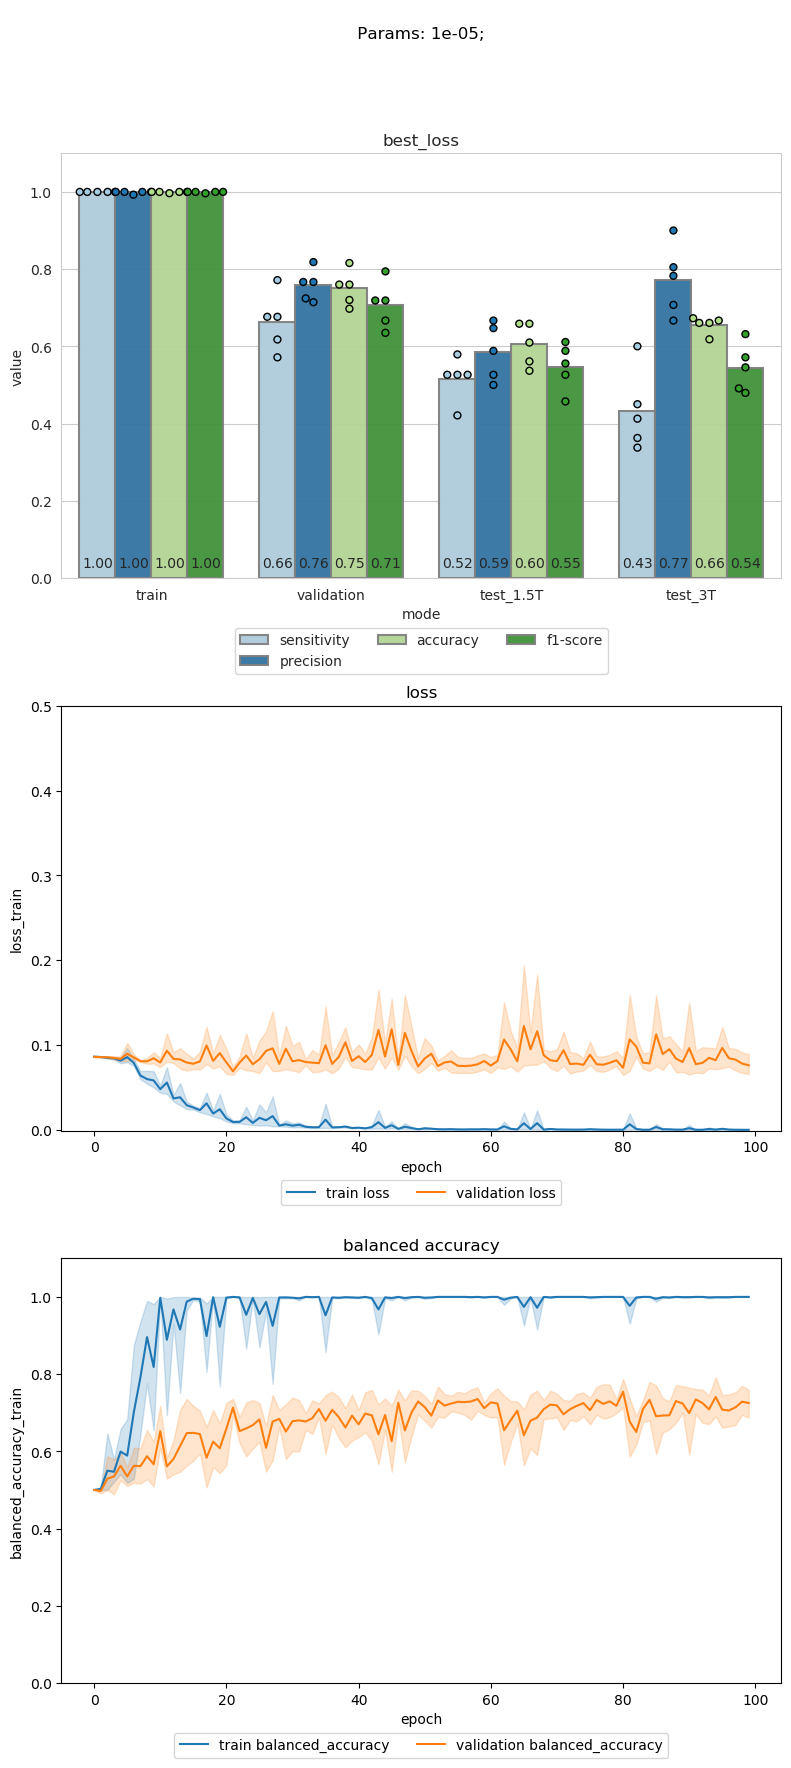 Params: 1e-05;
best_loss
value
1.0
0.8
0.6
0.4
0.2
0.0
1.00 1.00 1.00 1.00 0.66 0.76 0.75 0.71 0.52 0.59 0.60 0.55 0.43 0.77 0.66 0.54
train validation test_1.5T test_3T
mode
sensitivity accuracy f1-score
precision
loss
loss_train
0.5
0.4
0.3
0.2
0.1
0.0
0 20 40 60 80 100
epoch
train loss validation loss
balanced accuracy
balanced_accuracy_train
1.0
0.8
0.6
0.4
0.2
0.0
0 20 40 60 80 100
epoch
train balanced_accuracy validation balanced_accuracy